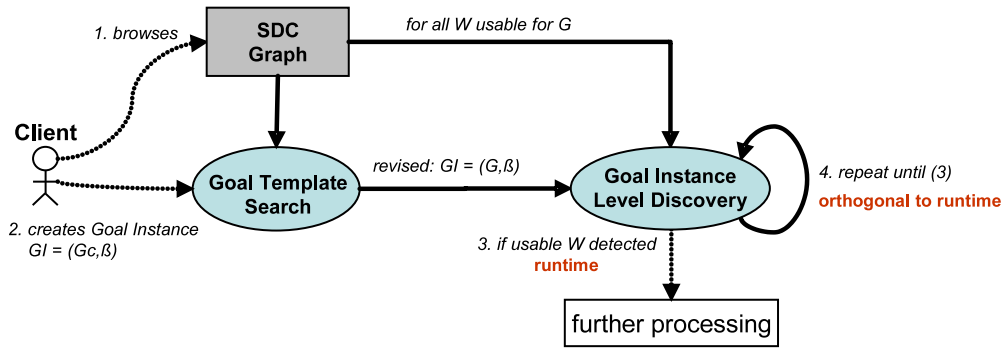 1. browses
SDC
Graph
for all W usable for G
Client
Goal Template
Search
revised: GI = (G,ß)
Goal Instance
Level Discovery
4. repeat until (3)
orthogonal to runtime
2. creates Goal Instance
GI = (Gc,ß)
3. if usable W detected
runtime
further processing